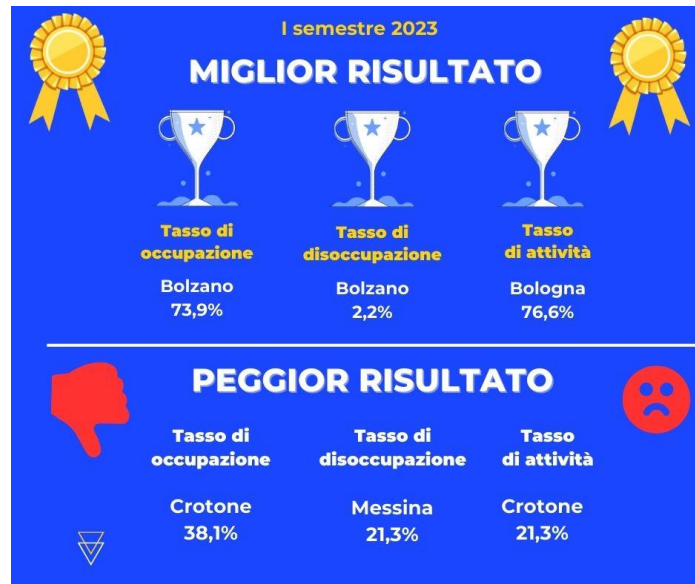 I semestre 2023
MIGLIOR RISULTATO
Tasso di
occupazione
Bolzano
73,9%
Tasso di
disoccupazione
Bolzano
2,2%
Tasso
di attività
Bologna
76,6%
PEGGIOR RISULTATO
Tasso di
occupazione
Crotone
38,1%
Tasso di
disoccupazione
Messina
21,3%
Tasso
di attività
Crotone
21,3%